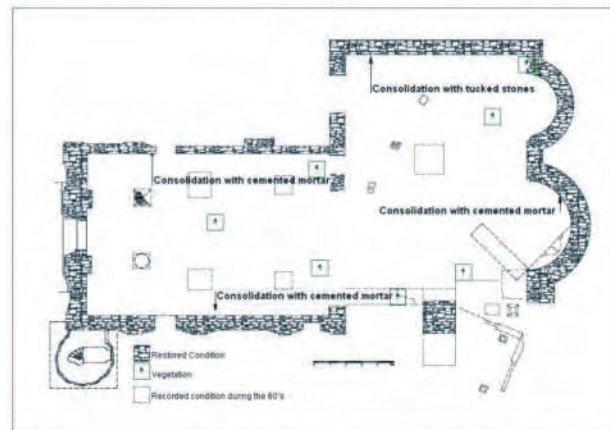 Consolidation with tucked stones
Consolidation with cemented mortar
Consolidation with cemented mortar
Consolidation with cemented mortar
Restored Condition
Vegetation
Recorded condition during the 60's